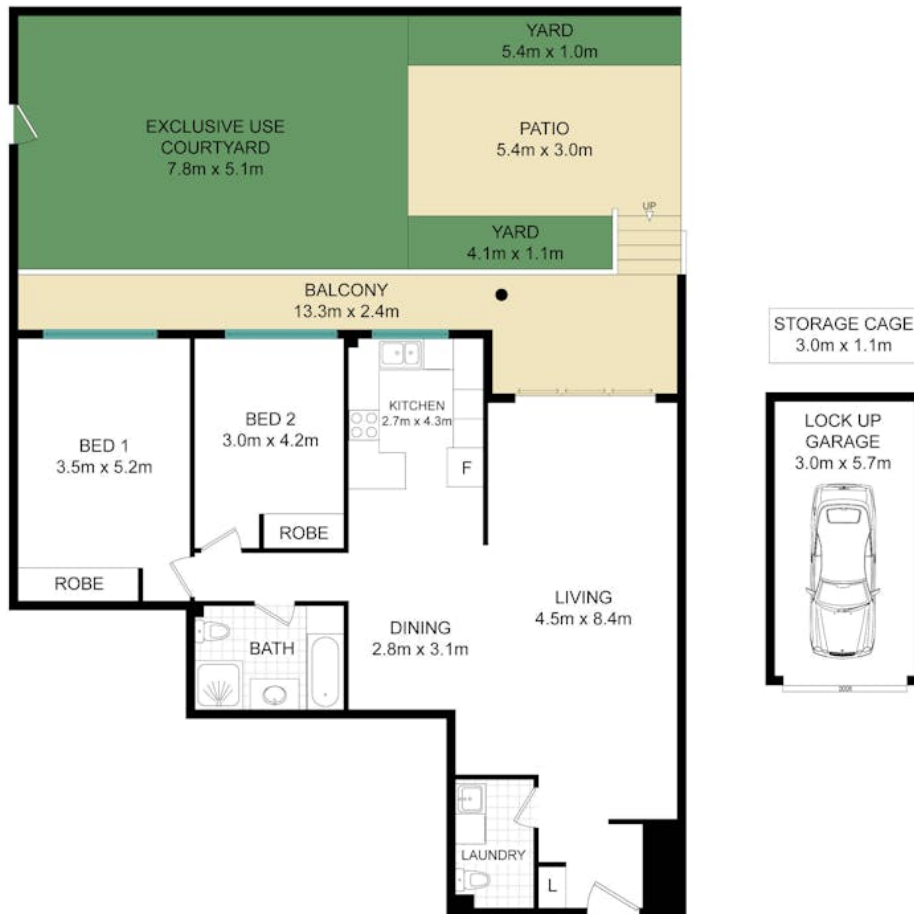 YARD
5.4m x 1.0m
EXCLUSIVE USE
COURTYARD
7.8m x 5.1m
PATIO
5.4m x 3.0m
UP
YARD
4.1m x 1.1m
BALCONY
13.3m x 2.4m
STORAGE CAGE
3.0m x 1.1m
BED 1
3.5m x 5.2m
BED 2
3.0m x 4.2m
KITCHEN
2.7m x 4.3m
F
LOCK UP
GARAGE
3.0m x 5.7m
ROBE
ROBE
LIVING
4.5m x 8.4m
DINING
2.8m x 3.1m
BATH
LAUNDRY
L